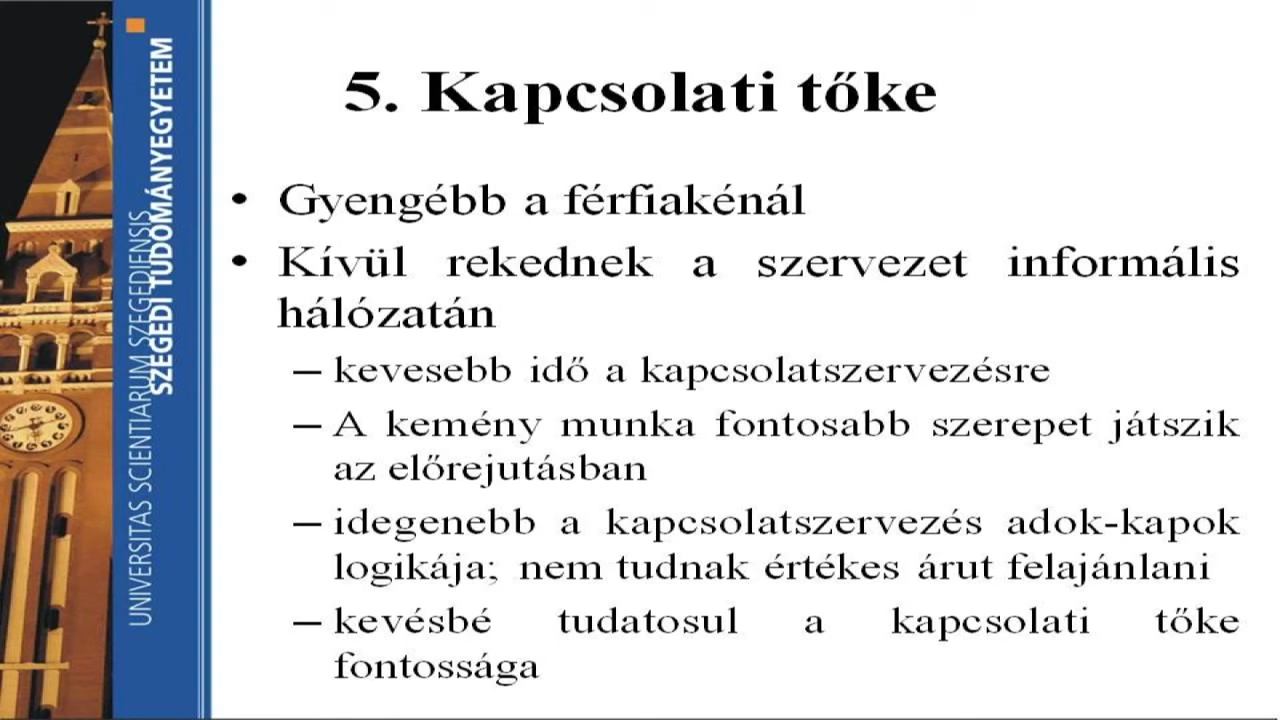 5. Kapcsolati tőke
• Gyengébb a férfiakénál
• Kívül rekednek a szervezet informális
hálózatán
– kevesebb idő a kapcsolatszervezésre
– A kemény munka fontosabb szerepet játszik
az előrejutásban
– idegenebb a kapcsolatszervezés adok-kapok
logikája; nem tudnak értékes árut felajánlani
– kevésbé tudatosul a kapcsolati tőke
fontossága
SZEGEDI TUDOMÁNYEGYETEM
UNIVERSITAS SCIENTIARUM SZEGEDIENSIS